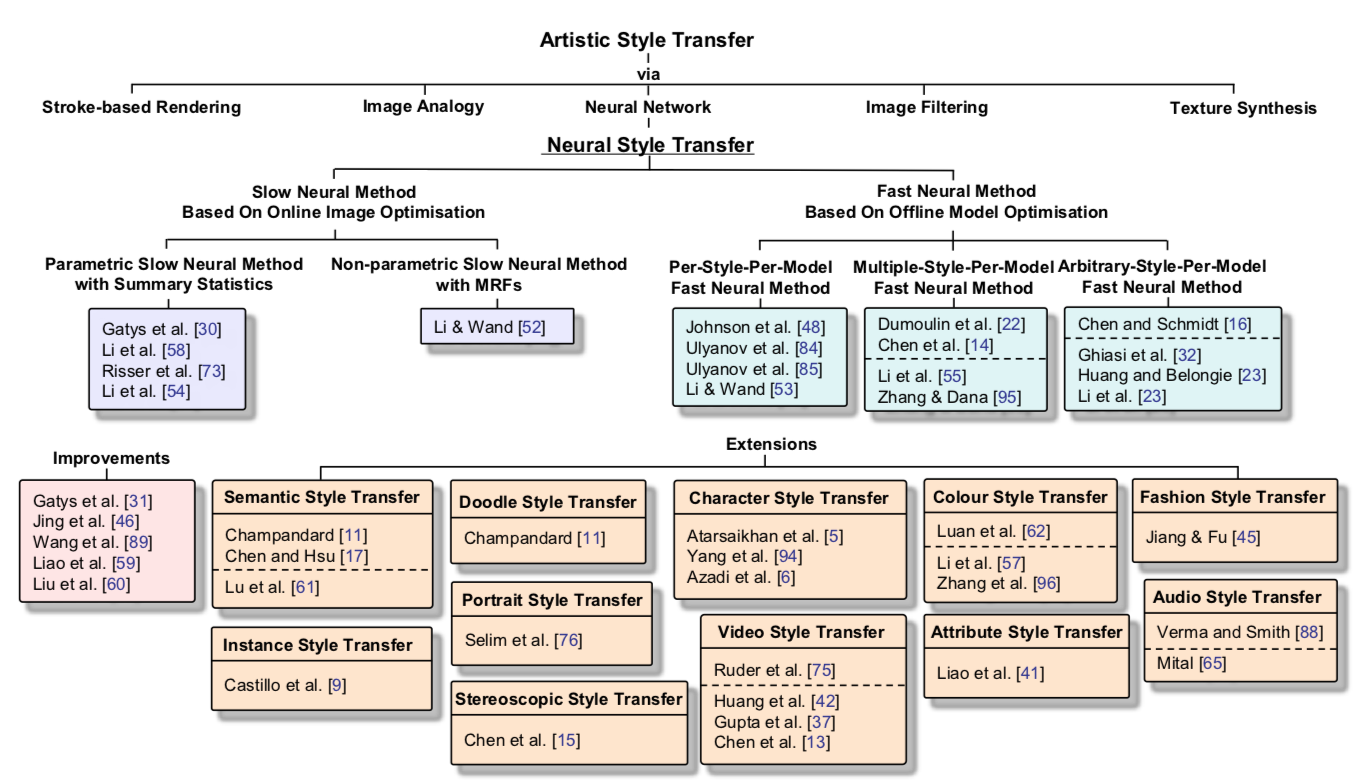 Artistic Style Transfer
via
Stroke-based Rendering
Image Analogy
Neural Network
Image Filtering
Texture Synthesis
Neural Style Transfer
Slow Neural Method
Based On Online Image Optimisation
Fast Neural Method
Based On Offline Model Optimisation
Parametric Slow Neural Method
with Summary Statistics
Non-parametric Slow Neural Method
with MRFs
Per-Style-Per-Model
Fast Neural Method
Multiple-Style-Per-Model
Fast Neural Method
Arbitrary-Style-Per-Model
Fast Neural Method
Gatys et al. [30]
Li et al. [58]
Risser et al. [73]
Li et al. [54]
Li & Wand [52]
Johnson et al. [48]
Ulyanov et al. [84]
Ulyanov et al. [85]
Li & Wand [53]
Dumoulin et al. [22]
Chen et al. [14]
Li et al. [55]
Zhang & Dana [95]
Chen and Schmidt [16]
Ghiasi et al. [32]
Huang and Belongie [23]
Li et al. [23]
Improvements
Gatys et al. [31]
Jing et al. [46]
Wang et al. [89]
Liao et al. [59]
Liu et al. [60]
Extensions
Semantic Style Transfer
Champandard [11]
Chen and Hsu [17]
Lu et al. [61]
Instance Style Transfer
Castillo et al. [9]
Doodle Style Transfer
Champandard [11]
Portrait Style Transfer
Selim et al. [76]
Stereoscopic Style Transfer
Chen et al. [15]
Character Style Transfer
Atarsaikhan et al. [5]
Yang et al. [94]
Azadi et al. [6]
Video Style Transfer
Ruder et al. [75]
Huang et al. [42]
Gupta et al. [37]
Chen et al. [13]
Colour Style Transfer
Luan et al. [62]
Li et al. [57]
Zhang et al. [96]
Attribute Style Transfer
Liao et al. [41]
Fashion Style Transfer
Jiang & Fu [45]
Audio Style Transfer
Verma and Smith [88]
Mital [65]